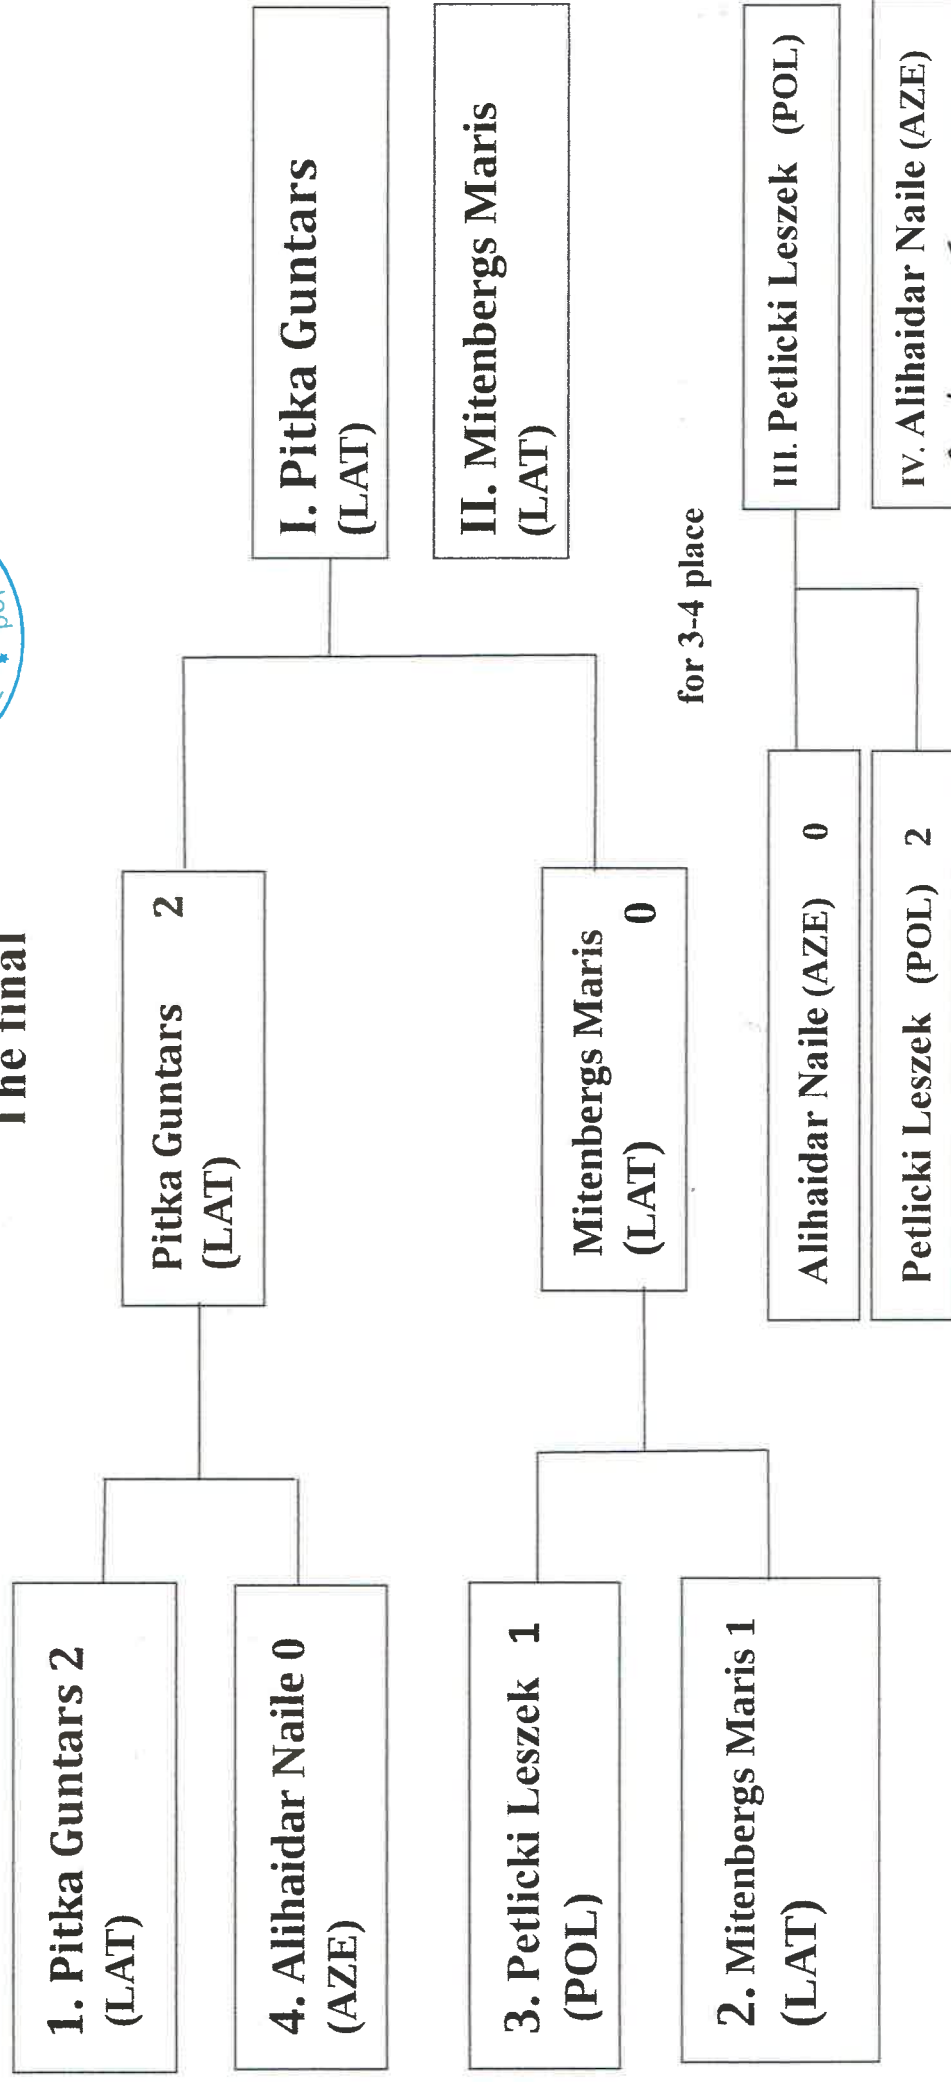 The final
1. Pitka Guntars 2
(LAT)
4. Alihaidar Naile 0
(AZE)
3. Petlicki Leszek 1
(POL)
2. Mitenbergs Maris 1
(LAT)
Pitka Guntars 2
(LAT)
Mitenbergs Maris
(LAT) 0
I. Pitka Guntars
(LAT)
II. Mitenbergs Maris
(LAT)
for 3-4 place
Alihaidar Naile (AZE) 0
Petlicki Leszek (POL) 2
III. Petlicki Leszek (POL)
IV. Alihaidar Naile (AZE)